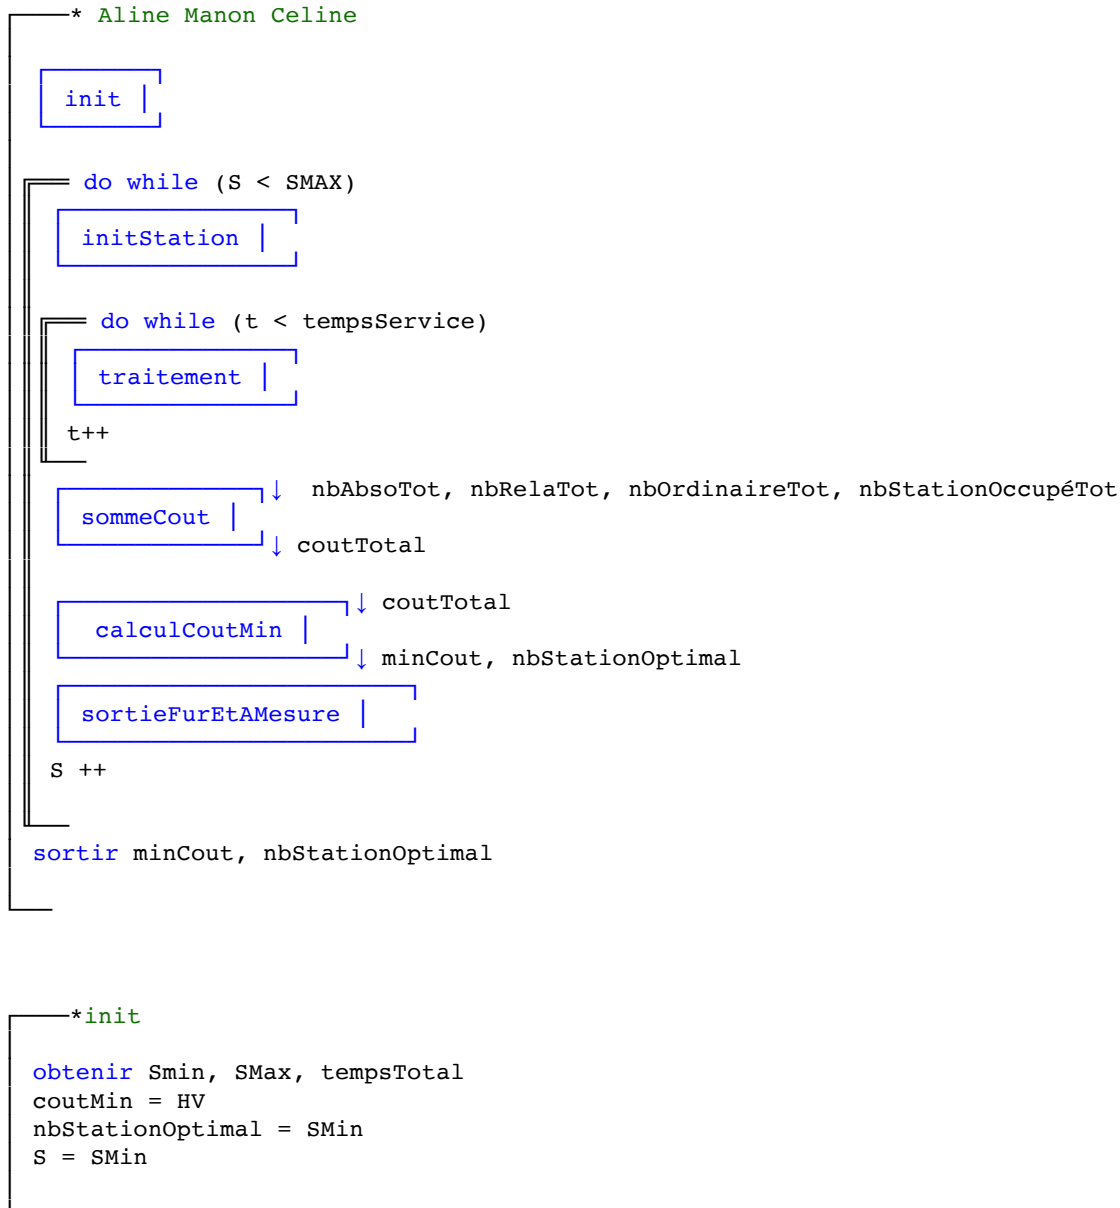 * Aline Manon Celine
init
do while (S < SMAX)
initStation
do while (t < tempsService)
traitement
t++
↓ nbAbsoTot, nbRelaTot, nbOrdinaireTot, nbStationOccupéTot
sommeCout
↓ coutTotal
↓ coutTotal
calculCoutMin
↓ minCout, nbStationOptimal
sortieFurEtAMesure
S ++
sortir minCout, nbStationOptimal
*init
obtenir Smin, SMax, tempsTotal
coutMin = HV
nbStationOptimal = SMin
S = SMin